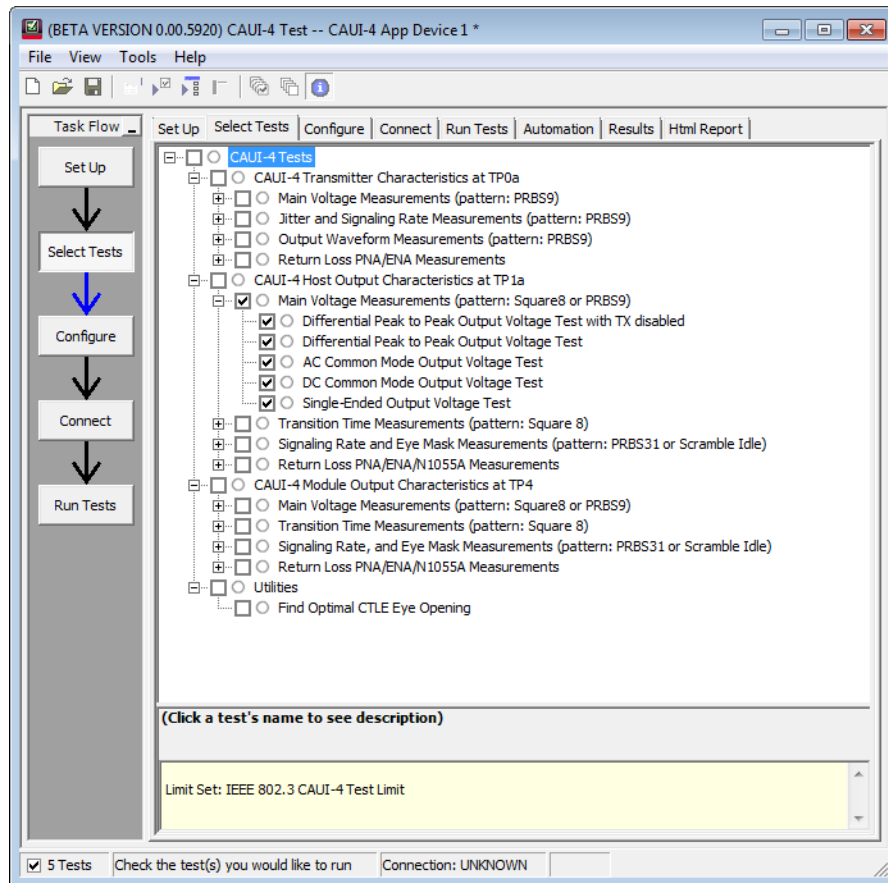 (BETA VERSION 0.00.5920) CAUI-4 Test -- CAUI-4 App Device 1 *
File View Tools Help
Task Flow _
Set Up
Select Tests
Configure
Connect
Run Tests
Set Up Select Tests Configure Connect Run Tests Automation Results Html Report
CAUI-4 Tests
CAUI-4 Transmitter Characteristics at TP0a
Main Voltage Measurements (pattern: PRBS9)
Jitter and Signaling Rate Measurements (pattern: PRBS9)
Output Waveform Measurements (pattern: PRBS9)
Return Loss PNA/ENA Measurements
CAUI-4 Host Output Characteristics at TP1a
Main Voltage Measurements (pattern: Square8 or PRBS9)
Differential Peak to Peak Output Voltage Test with TX disabled
Differential Peak to Peak Output Voltage Test
AC Common Mode Output Voltage Test
DC Common Mode Output Voltage Test
Single-Ended Output Voltage Test
Transition Time Measurements (pattern: Square 8)
Signaling Rate and Eye Mask Measurements (pattern: PRBS31 or Scramble Idle)
Return Loss PNA/ENA/N1055A Measurements
CAUI-4 Module Output Characteristics at TP4
Main Voltage Measurements (pattern: Square8 or PRBS9)
Transition Time Measurements (pattern: Square 8)
Signaling Rate, and Eye Mask Measurements (pattern: PRBS31 or Scramble Idle)
Return Loss PNA/ENA/N1055A Measurements
Utilities
Find Optimal CTLE Eye Opening
(Click a test's name to see description)
Limit Set: IEEE 802.3 CAUI-4 Test Limit
5 Tests Check the test(s) you would like to run Connection: UNKNOWN